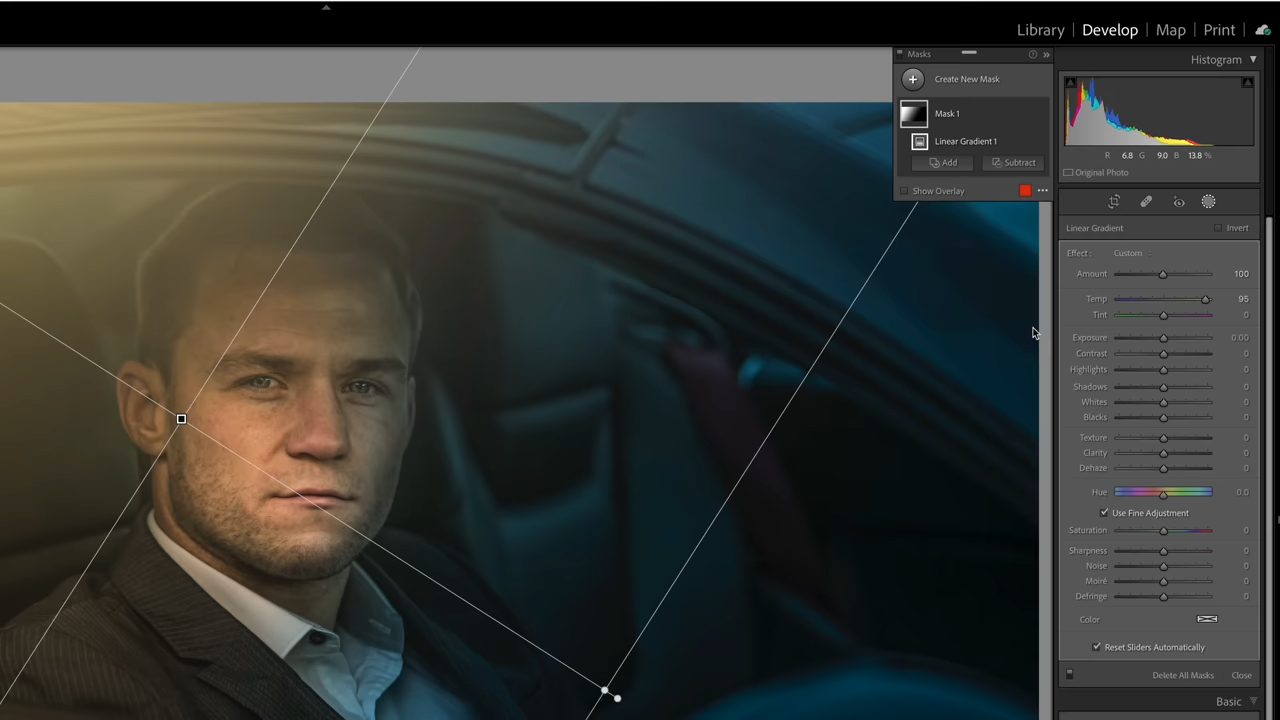 Library | Develop | Map | Print
Masks
Histogram
Create New Mask
Mask 1
Linear Gradient 1
Add Subtract
Show Overlay
R 6.8 G 9.0 B 13.8 %
Original Photo
Linear Gradient Invert
Effect: Custom
Amount 100
Temp 95
Tint 0
Exposure 0.00
Contrast 0
Highlights 0
Shadows 0
Whites 0
Blacks 0
Texture 0
Clarity 0
Dehaze 0
Hue 0.0
Use Fine Adjustment
Saturation 0
Sharpness 0
Noise 0
Moiré 0
Defringe 0
Color
Reset Sliders Automatically
Delete All Masks Close
Basic